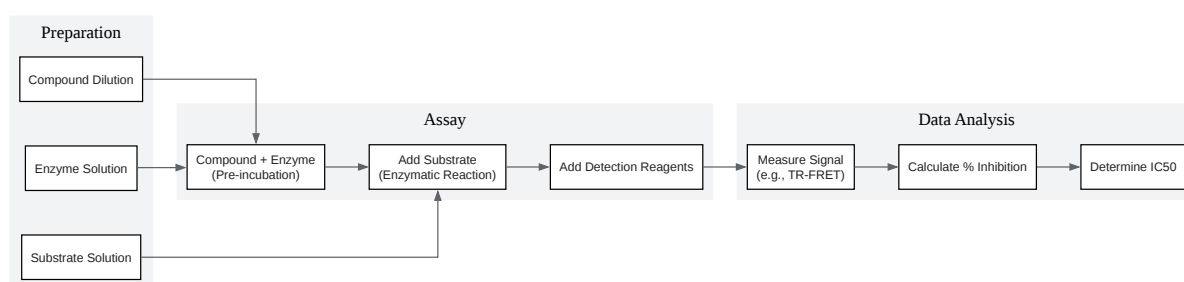 Preparation
Compound Dilution
Enzyme Solution
Substrate Solution
Assay
Compound + Enzyme
(Pre-incubation)
Add Substrate
(Enzymatic Reaction)
Add Detection Reagents
Data Analysis
Measure Signal
(e.g., TR-FRET)
Calculate % Inhibition
Determine IC50